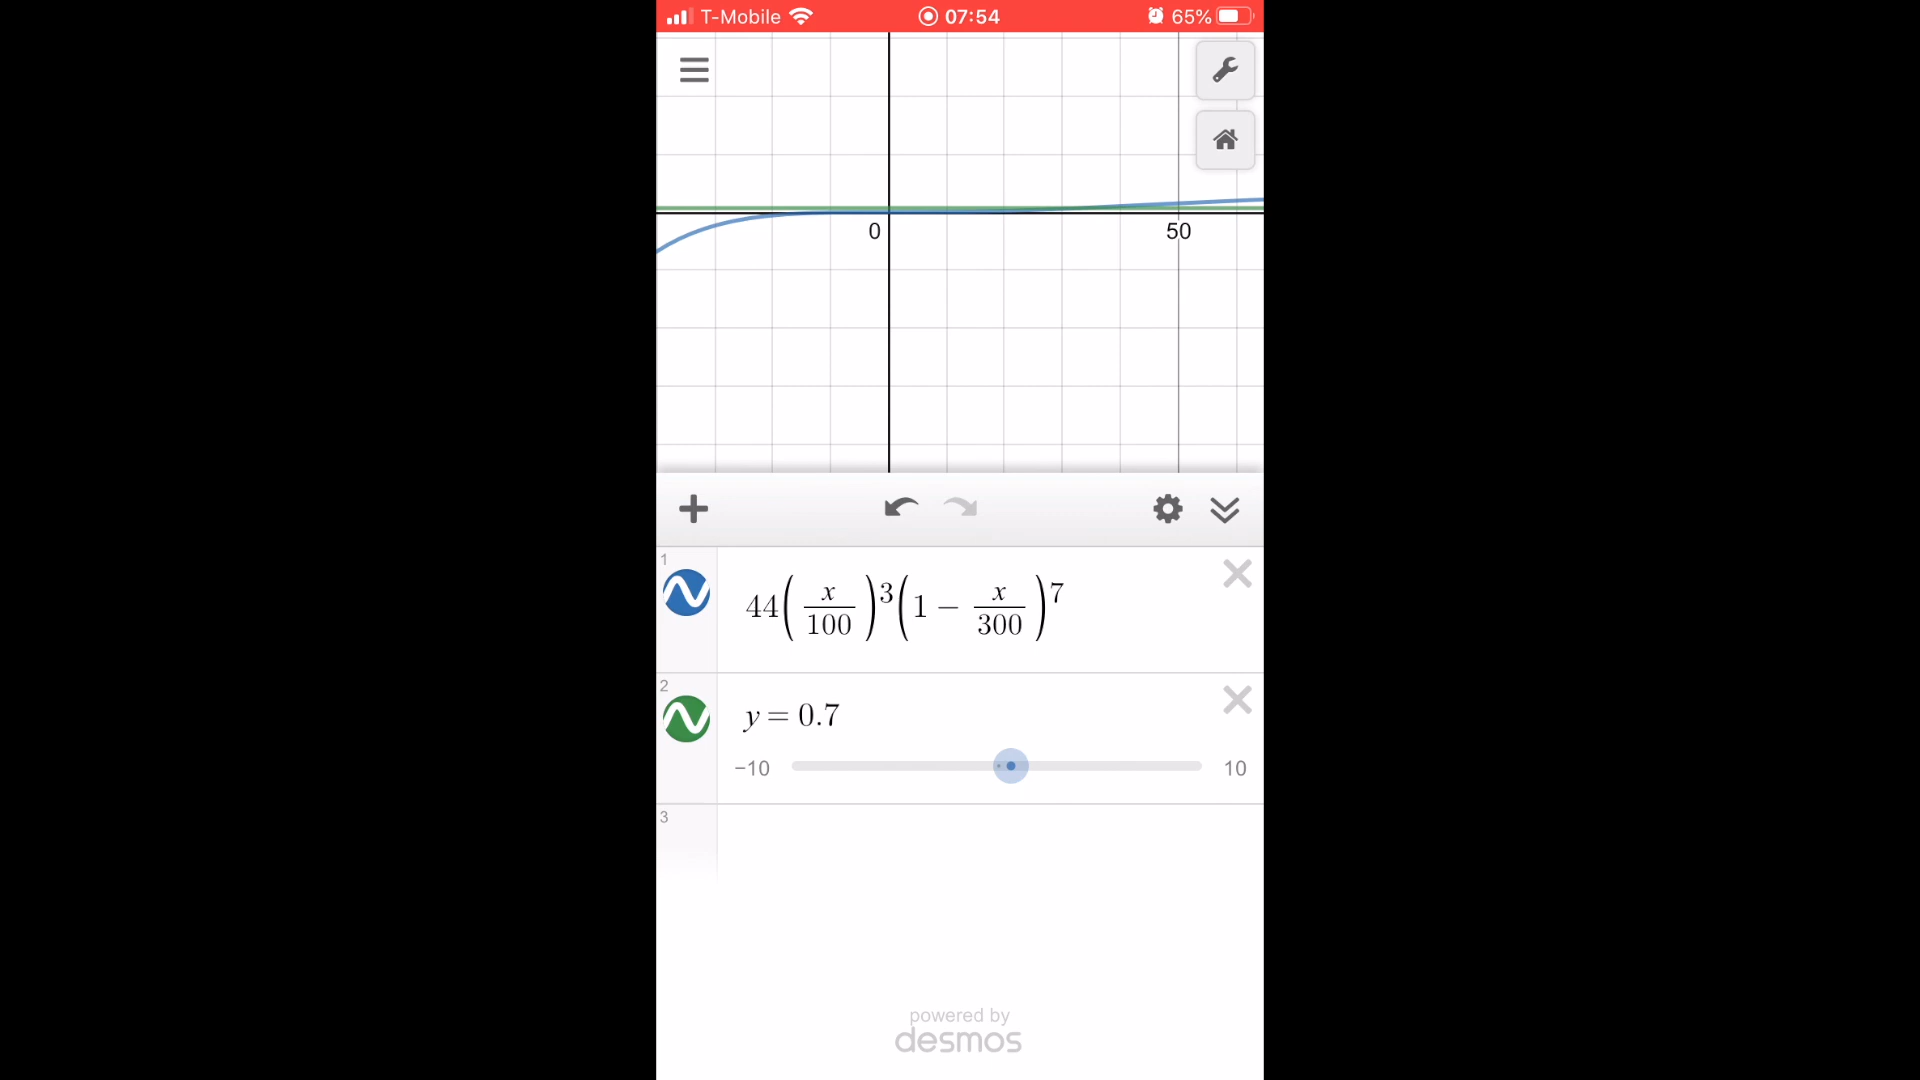 T-Mobile 07:54 65%
0 50
1
44(x/100)^3(1 − x/300)^7
2
y = 0.7
−10 10
3
powered by
desmos